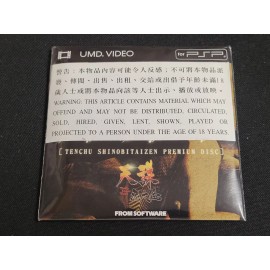 UMD. VIDEO
for PSP
警告：本物品內容可能令人反感；不可將本物品派
發、傳閱、出售、出租、交給或出借予年齡未滿18
歲人士或將本物品向該等人士出示、播放或放映。
WARNING: THIS ARTICLE CONTAINS MATERIAL WHICH MAY
OFFEND AND MAY NOT BE DISTRIBUTED, CIRCULATED,
SOLD, HIRED, GIVEN, LENT, SHOWN, PLAYED OR
PROJECTED TO A PERSON UNDER THE AGE OF 18 YEARS
[ TENCHU SHINOBITAIZEN PREMIUM DISC ]
FROM SOFTWARE